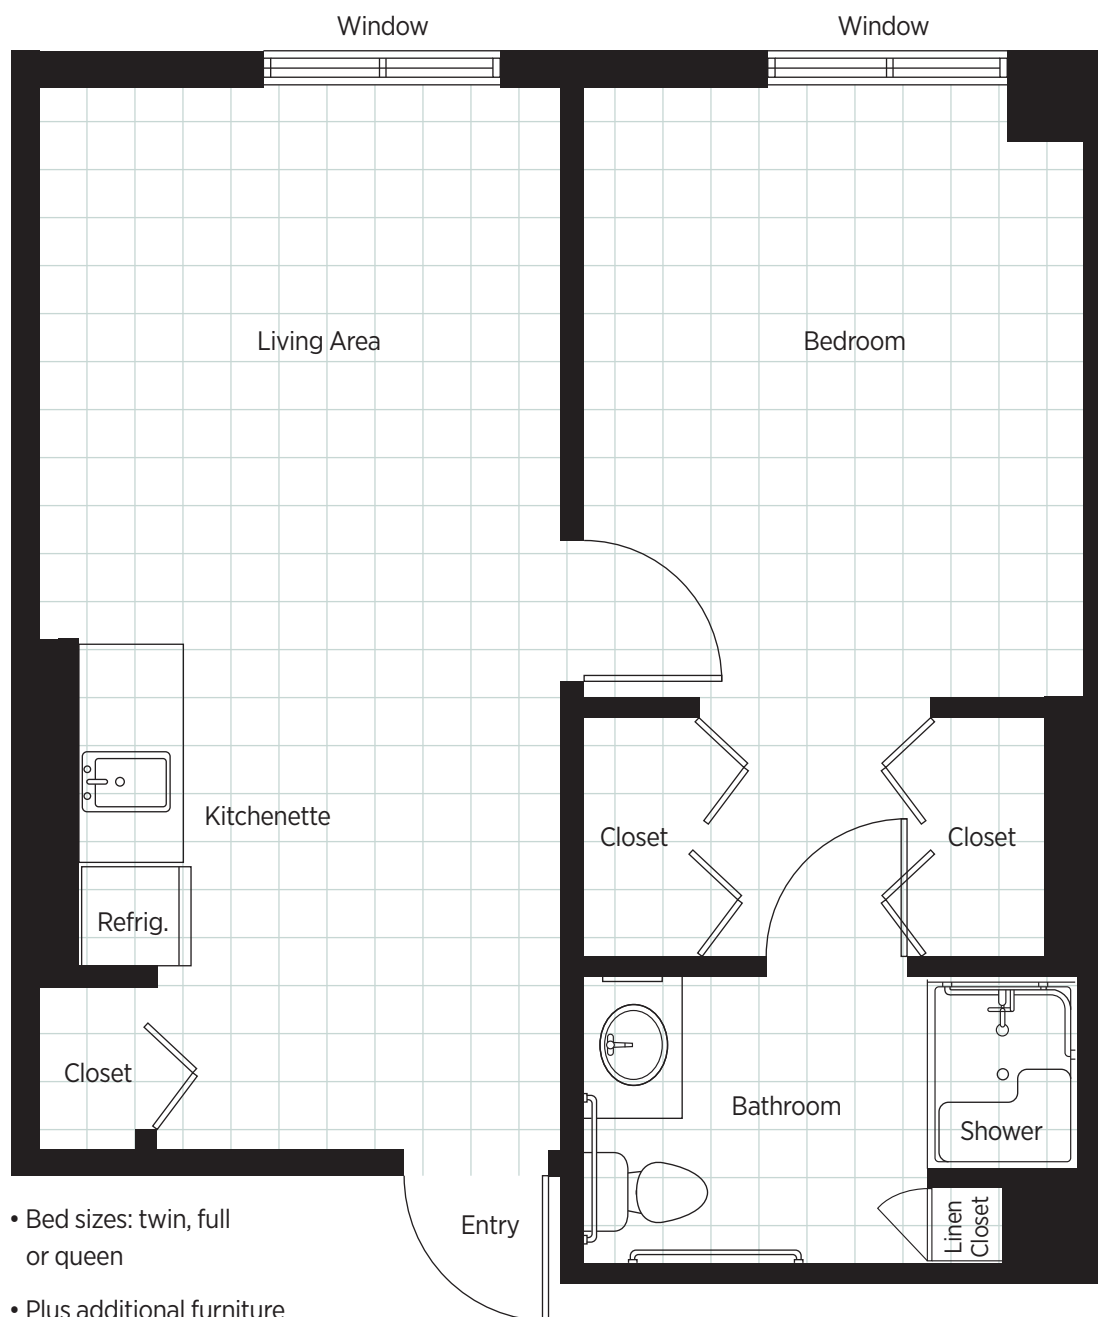 Window
Window
Living Area
Bedroom
Kitchenette
Closet
Closet
Refrig.
Closet
Bathroom
Shower
Linen
Closet
Entry
• Bed sizes: twin, full
or queen
• Plus additional furniture